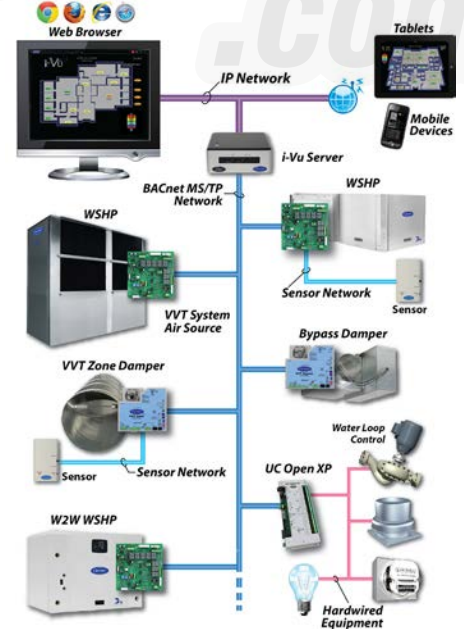 .com
Web Browser
Tablets
i-Vu
IP Network
Mobile
Devices
i-Vu Server
BACnet MS/TP
Network
WSHP
WSHP
Sensor Network
Sensor
VVT System
Air Source
Bypass Damper
VVT Zone Damper
Water Loop
Control
Sensor
Sensor Network
UC Open XP
W2W WSHP
Hardwired
Equipment